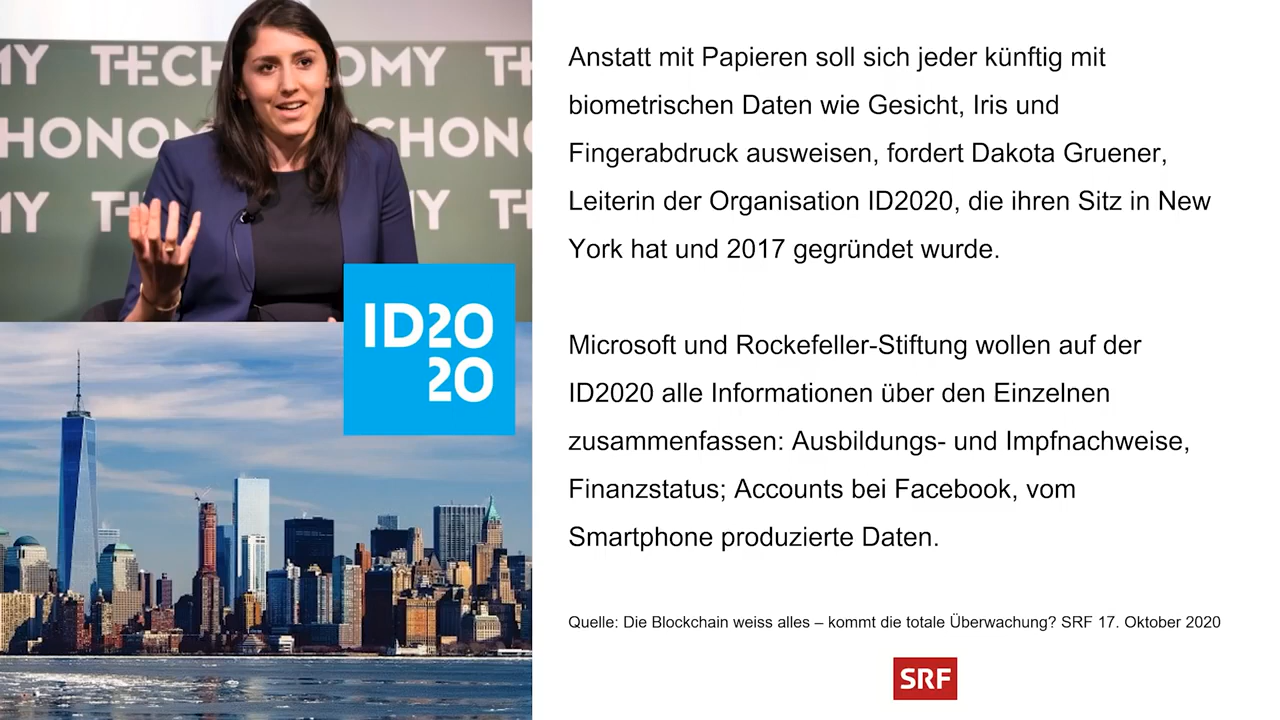 TECHONOMY
TECHONOMY
ID20
20
Anstatt mit Papieren soll sich jeder künftig mit
biometrischen Daten wie Gesicht, Iris und
Fingerabdruck ausweisen, fordert Dakota Gruener,
Leiterin der Organisation ID2020, die ihren Sitz in New
York hat und 2017 gegründet wurde.
Microsoft und Rockefeller-Stiftung wollen auf der
ID2020 alle Informationen über den Einzelnen
zusammenfassen: Ausbildungs- und Impfnachweise,
Finanzstatus; Accounts bei Facebook, vom
Smartphone produzierte Daten.
Quelle: Die Blockchain weiss alles – kommt die totale Überwachung? SRF 17. Oktober 2020
SRF